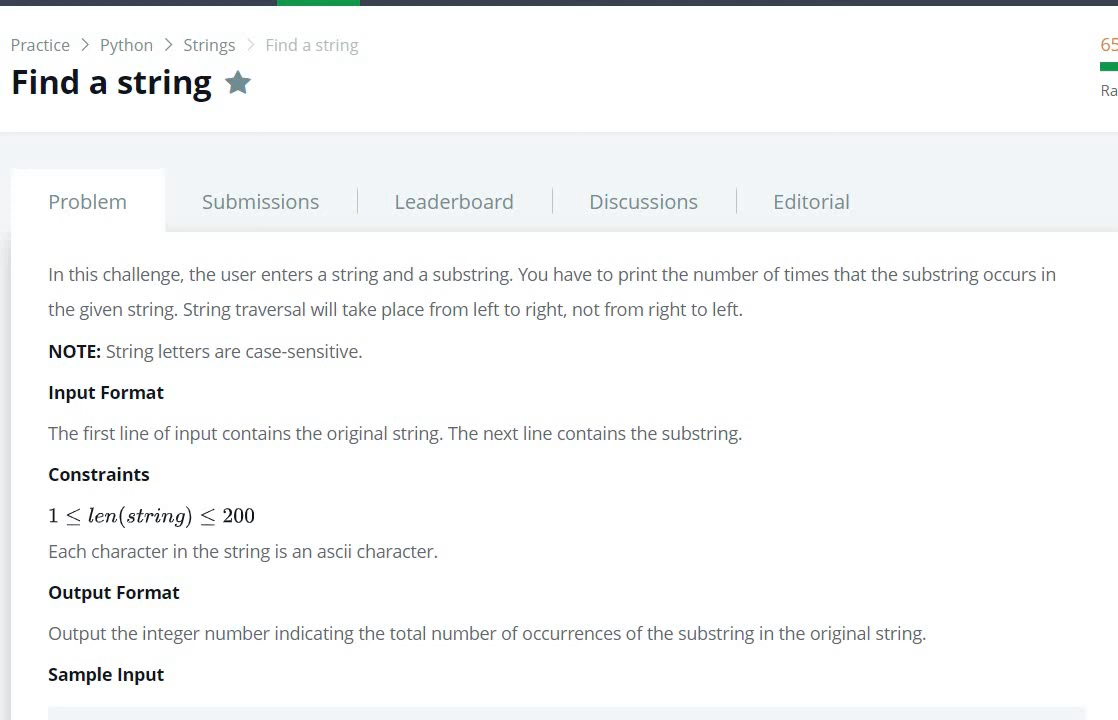 Practice > Python > Strings > Find a string
65
Find a string
Ra
Problem
Submissions
Leaderboard
Discussions
Editorial
In this challenge, the user enters a string and a substring. You have to print the number of times that the substring occurs in
the given string. String traversal will take place from left to right, not from right to left.
NOTE: String letters are case-sensitive.
Input Format
The first line of input contains the original string. The next line contains the substring.
Constraints
1 ≤ len(string) ≤ 200
Each character in the string is an ascii character.
Output Format
Output the integer number indicating the total number of occurrences of the substring in the original string.
Sample Input